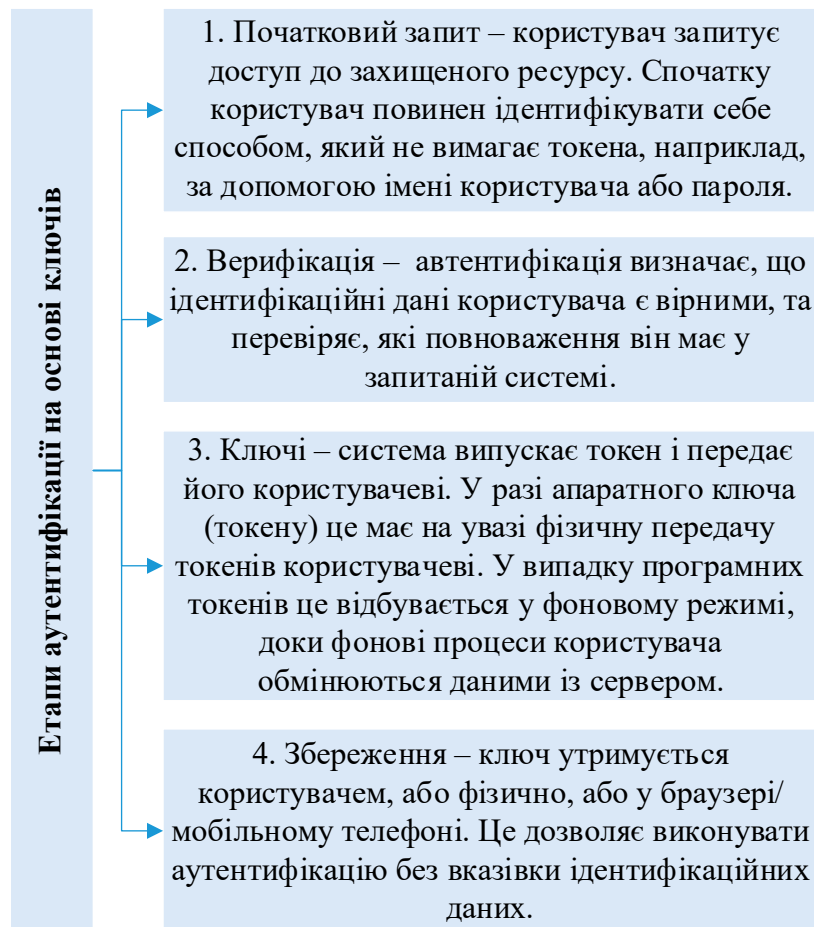 Етапи аутентифікації на основі ключів
1. Початковий запит – користувач запитує
доступ до захищеного ресурсу. Спочатку
користувач повинен ідентифікувати себе
способом, який не вимагає токена, наприклад,
за допомогою імені користувача або пароля.
2. Верифікація –  автентифікація визначає, що
ідентифікаційні дані користувача є вірними, та
перевіряє, які повноваження він має у
запитаній системі.
3. Ключі – система випускає токен і передає
його користувачеві. У разі апаратного ключа
(токену) це має на увазі фізичну передачу
токенів користувачеві. У випадку програмних
токенів це відбувається у фоновому режимі,
доки фонові процеси користувача
обмінюються даними із сервером.
4. Збереження – ключ утримується
користувачем, або фізично, або у браузері/
мобільному телефоні. Це дозволяє виконувати
аутентифікацію без вказівки ідентифікаційних
даних.